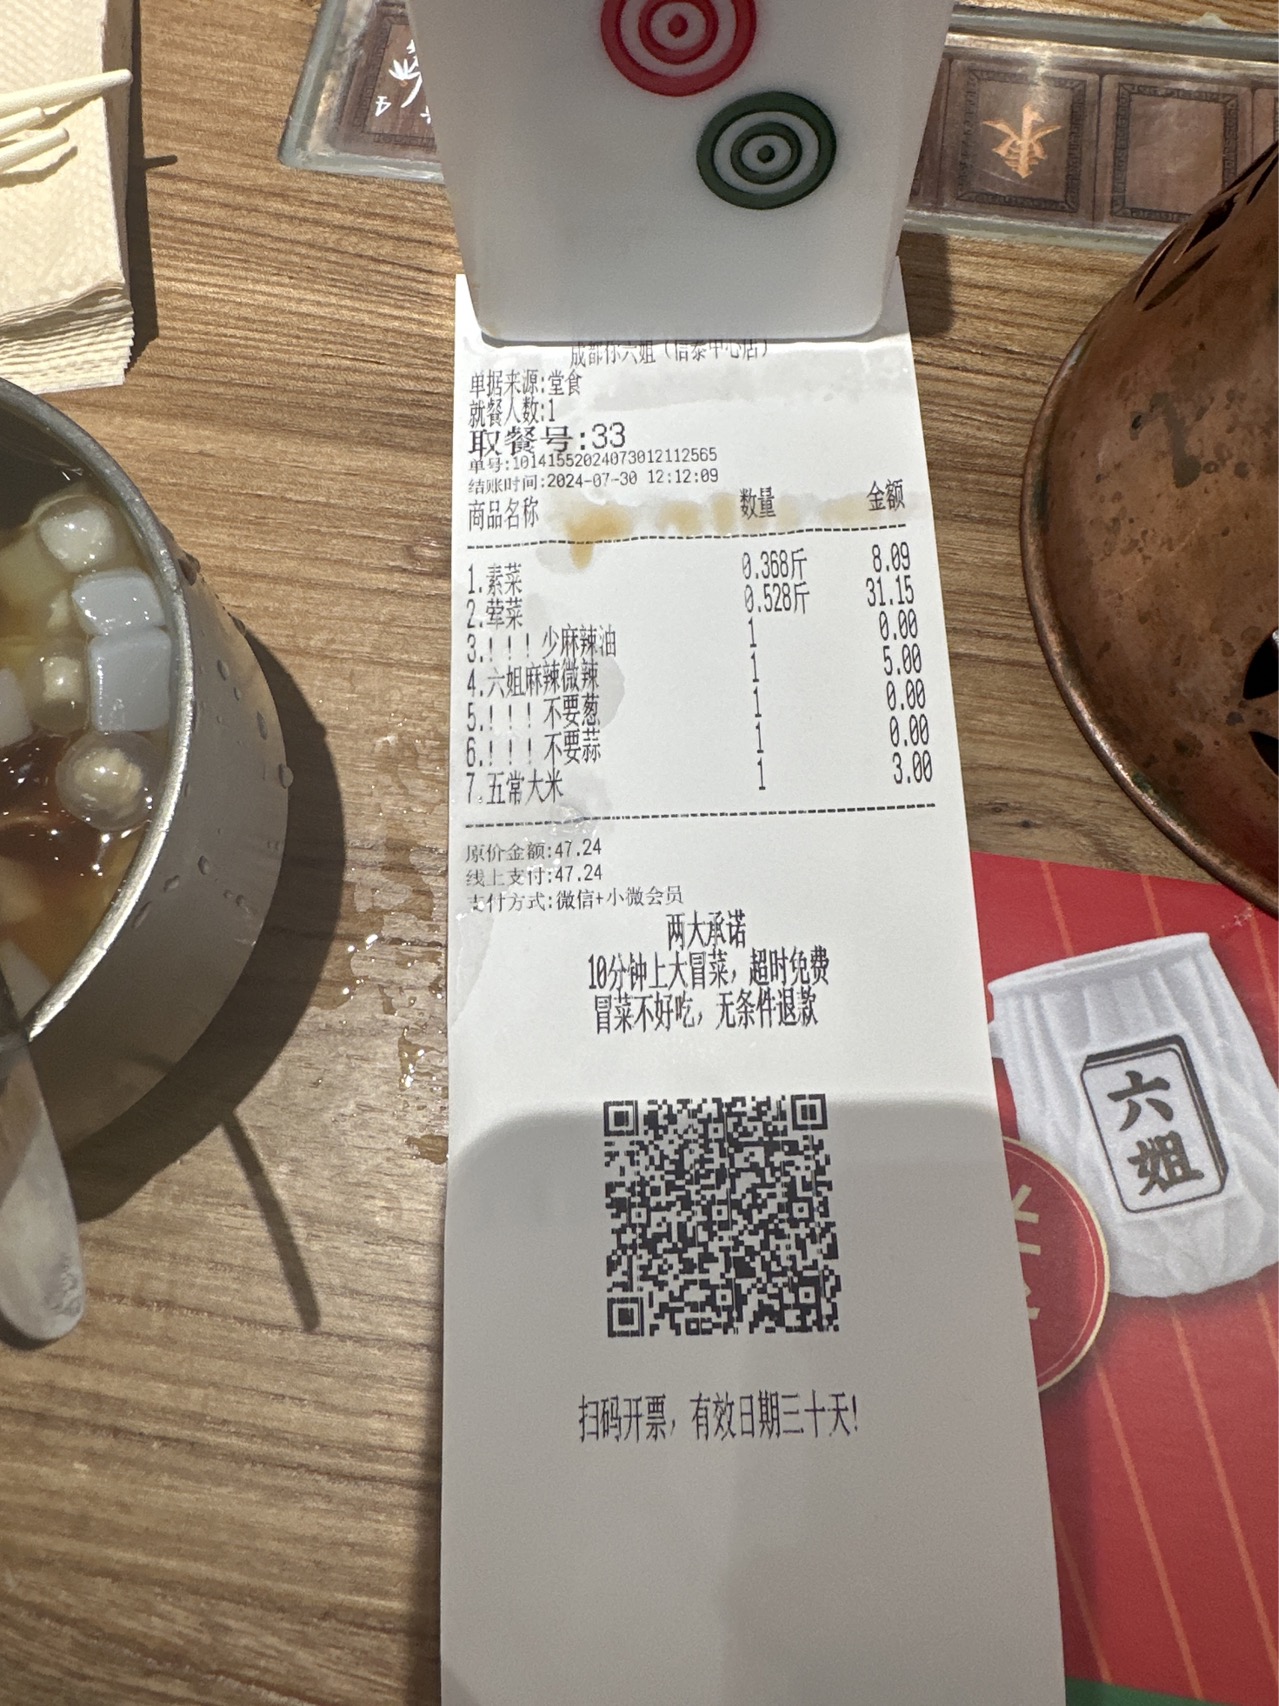 成都你六姐（信泰中心店）
单据来源:堂食
就餐人数:1
取餐号:33
单号:10141552024073012112565
结账时间:2024-07-30 12:12:09
商品名称 数量 金额
1.素菜 0.368斤 8.09
2.荤菜 0.528斤 31.15
3.！！！少麻辣油 1 0.00
4.六姐麻辣微辣 1 5.00
5.！！！不要葱 1 0.00
6.！！！不要蒜 1 0.00
7.五常大米 1 3.00
原价金额:47.24
线上支付:47.24
支付方式:微信+小微会员
两大承诺
10分钟上大冒菜，超时免费
冒菜不好吃，无条件退款
扫码开票，有效日期三十天!
六
姐